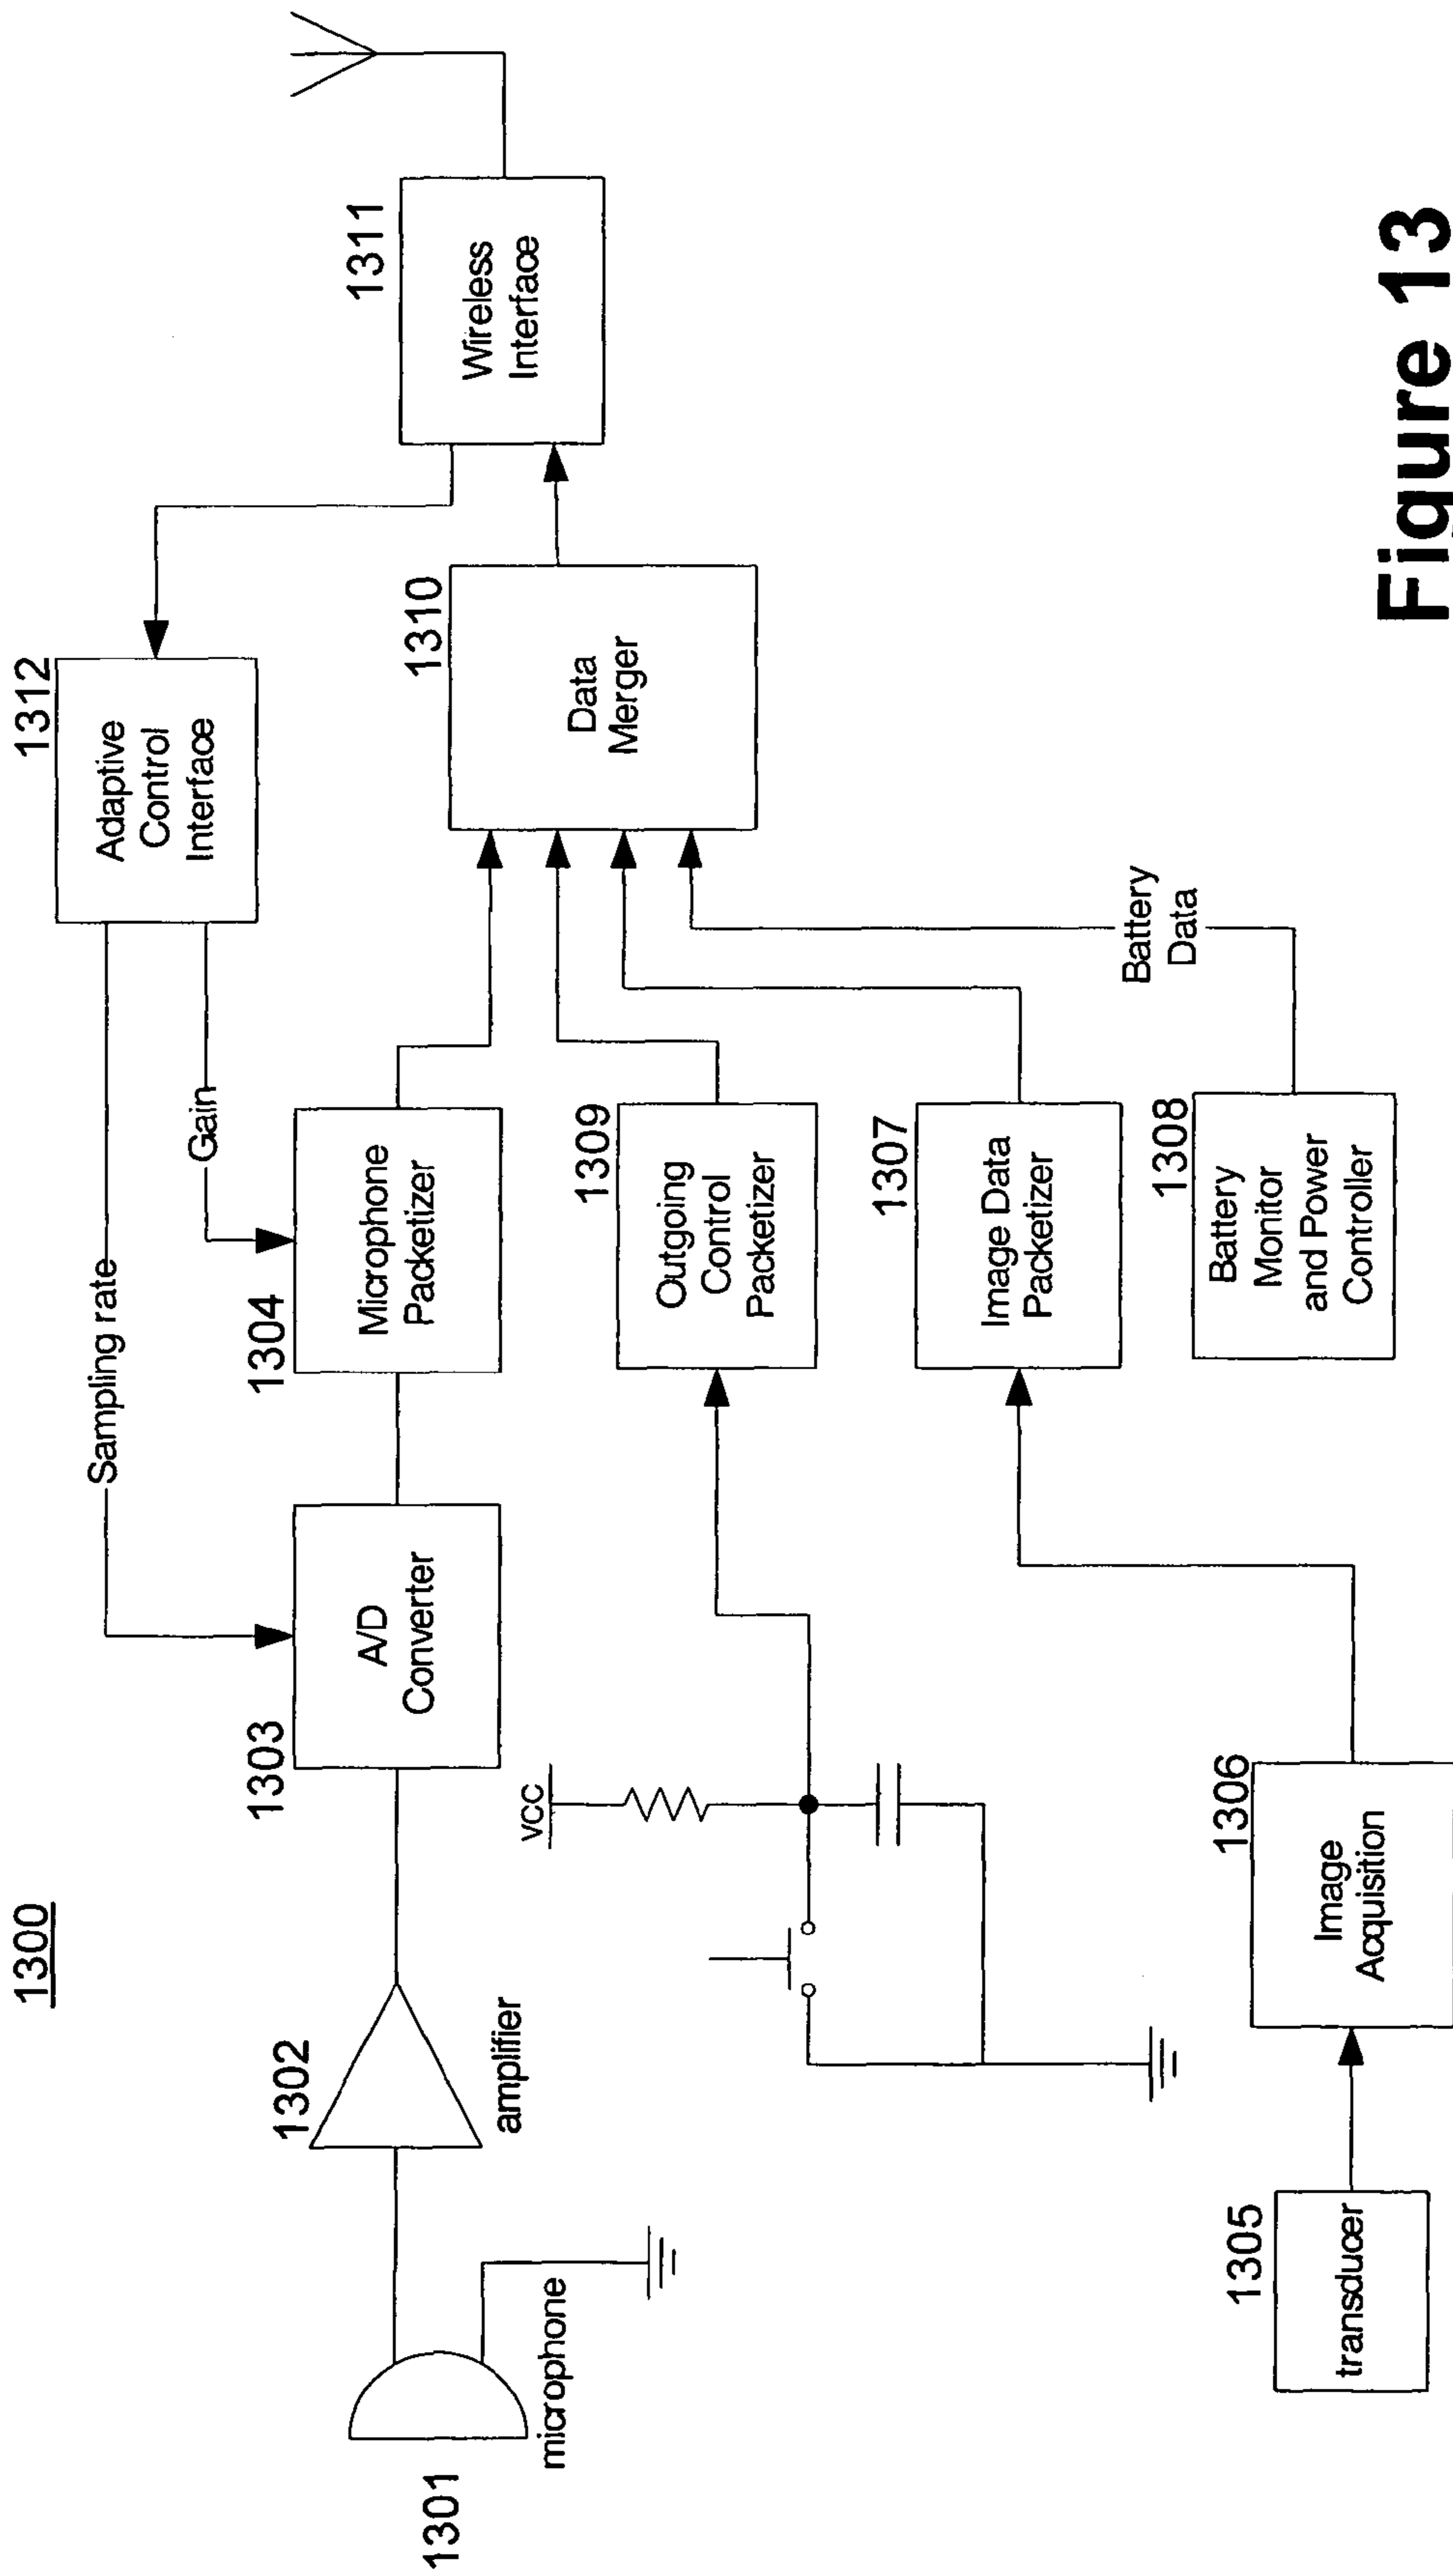 1300
1312
Adaptive
Control
Interface
Sampling rate
Gain
1311
Wireless
Interface
1301
microphone
1302
amplifier
1303
A/D
Converter
1304
Microphone
Packetizer
1310
Data
Merger
VCC
1309
Outgoing
Control
Packetizer
1307
Image Data
Packetizer
Battery
Data
1308
Battery
Monitor
and Power
Controller
1305
transducer
1306
Image
Acquisition
Figure 13